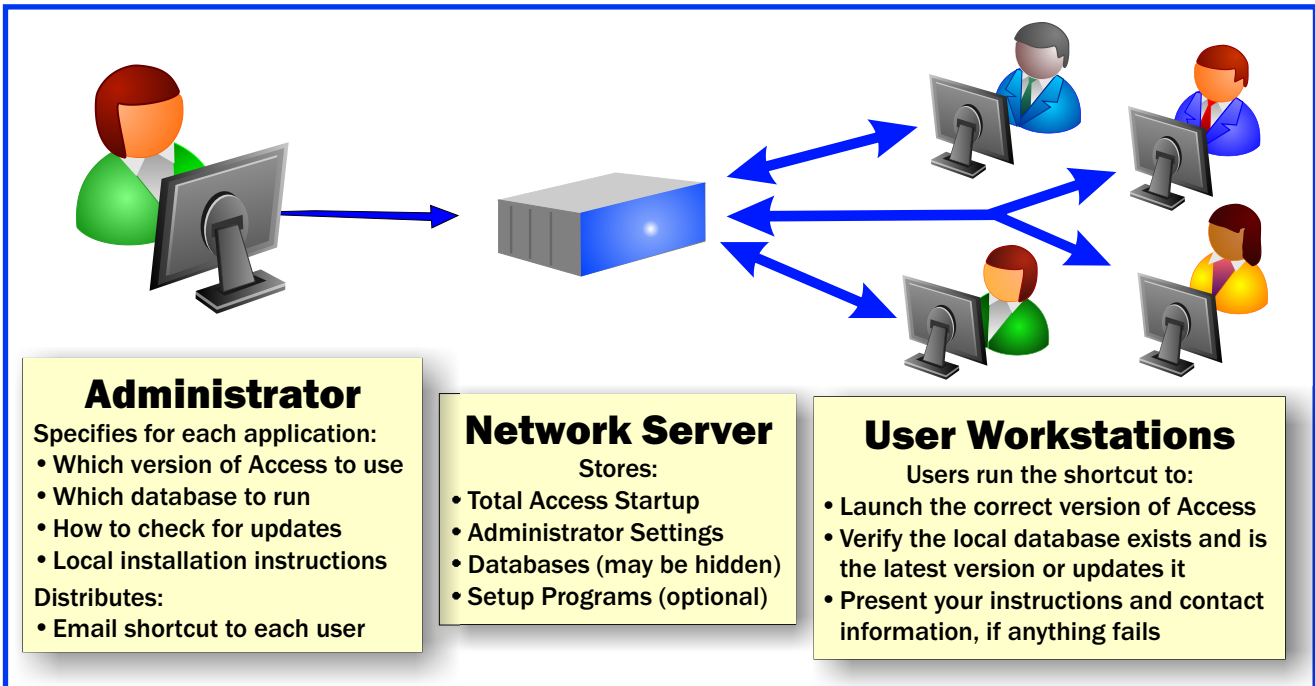 Administrator
Specifies for each application:
• Which version of Access to use
• Which database to run
• How to check for updates
• Local installation instructions
Distributes:
• Email shortcut to each user
Network Server
Stores:
• Total Access Startup
• Administrator Settings
• Databases (may be hidden)
• Setup Programs (optional)
User Workstations
Users run the shortcut to:
• Launch the correct version of Access
• Verify the local database exists and is
the latest version or updates it
• Present your instructions and contact
information, if anything fails